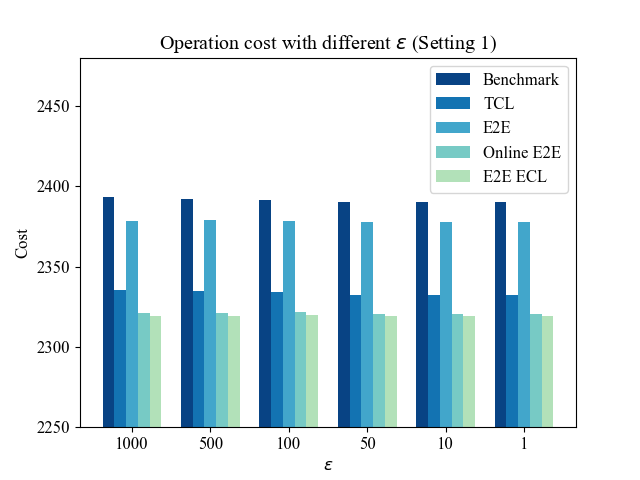 Operation cost with different ε (Setting 1)
Benchmark
TCL
E2E
Online E2E
E2E ECL
Cost
2450
2400
2350
2300
2250
1000 500 100 50 10 1
ε